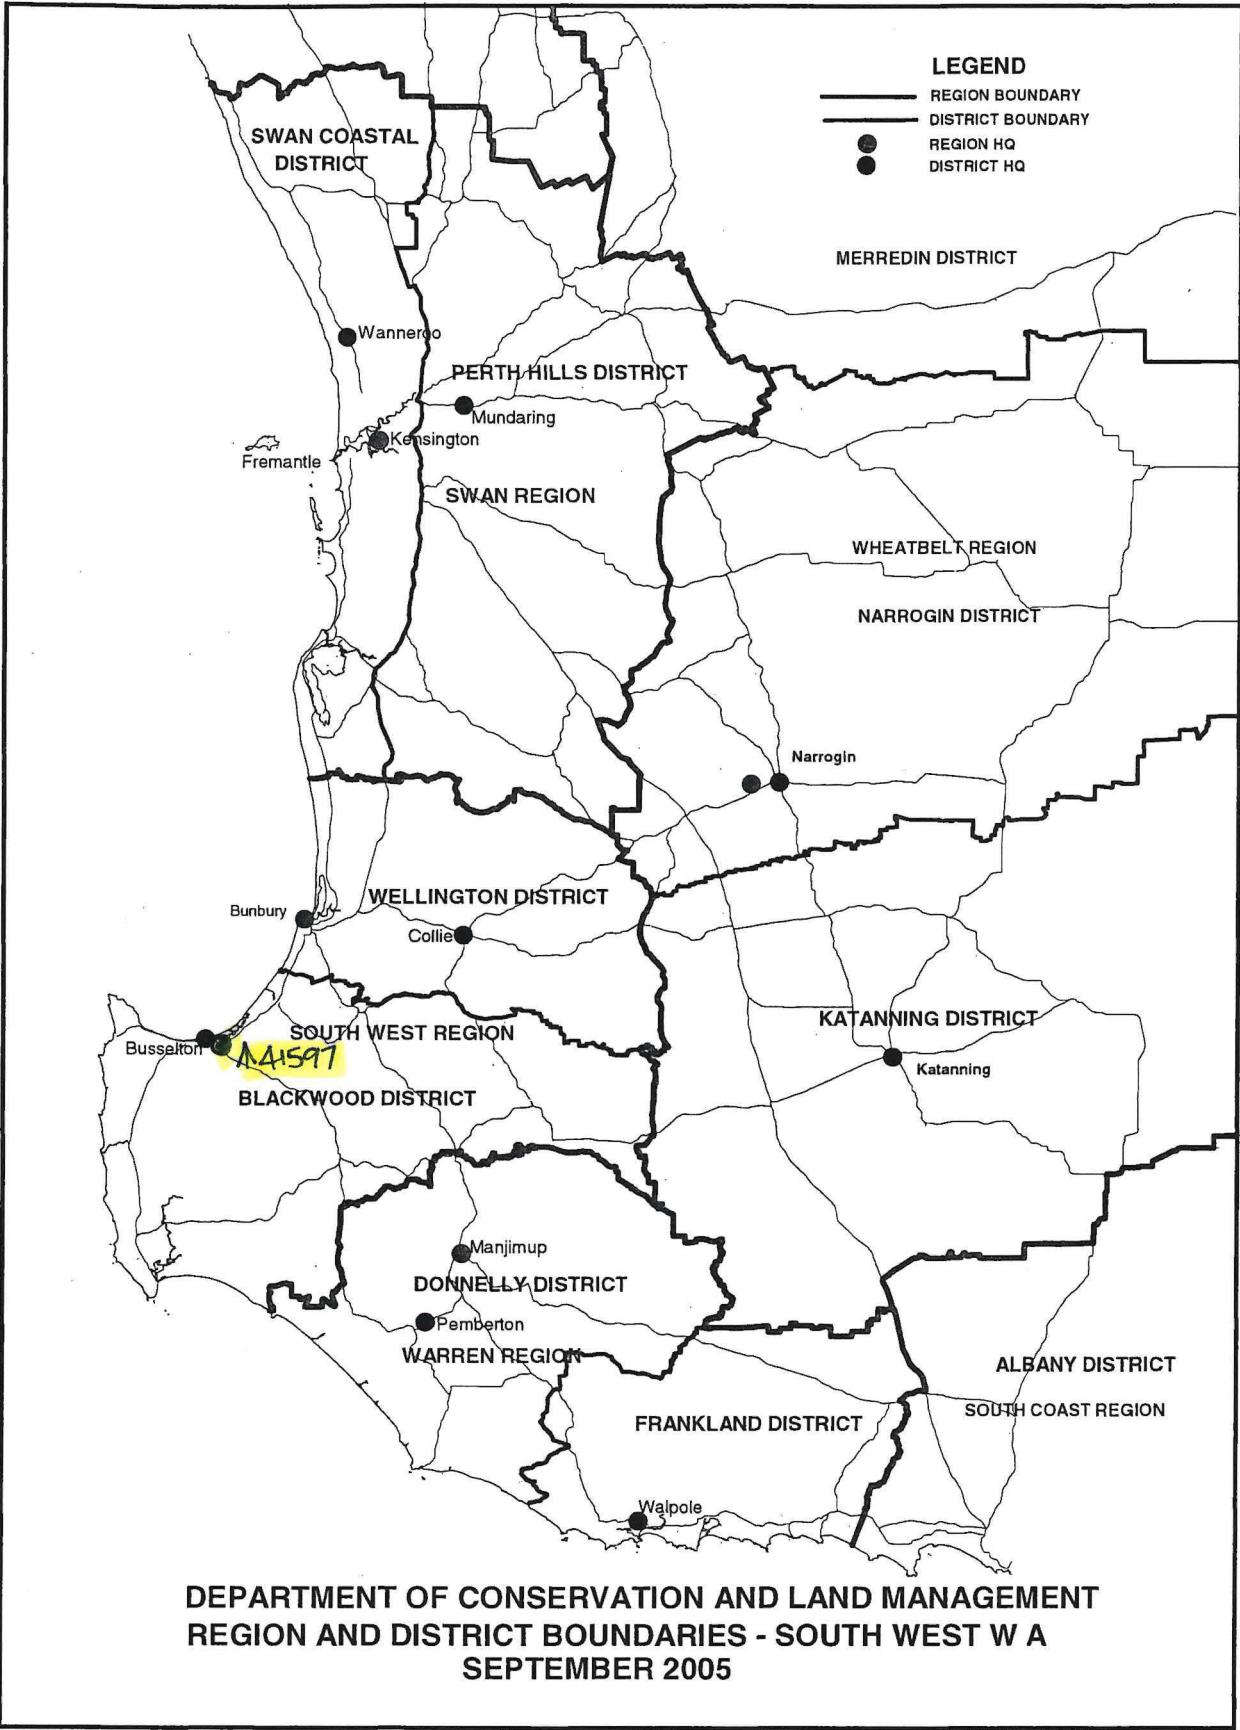 LEGEND
REGION BOUNDARY
DISTRICT BOUNDARY
REGION HQ
DISTRICT HQ
SWAN COASTAL
DISTRICT
MERREDIN DISTRICT
Wanneroo
PERTH HILLS DISTRICT
Mundaring
Kensington
Fremantle
SWAN REGION
WHEATBELT REGION
NARROGIN DISTRICT
Narrogin
WELLINGTON DISTRICT
Bunbury
Collie
KATANNING DISTRICT
SOUTH WEST REGION
Busselton
A41597
Katanning
BLACKWOOD DISTRICT
Manjimup
DONNELLY DISTRICT
Pemberton
WARREN REGION
ALBANY DISTRICT
SOUTH COAST REGION
FRANKLAND DISTRICT
Walpole
DEPARTMENT OF CONSERVATION AND LAND MANAGEMENT
REGION AND DISTRICT BOUNDARIES - SOUTH WEST W A
SEPTEMBER 2005